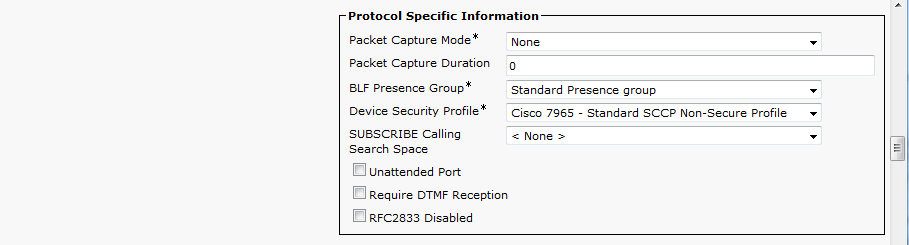 Protocol Specific Information
Packet Capture Mode* None
Packet Capture Duration 0
BLF Presence Group* Standard Presence group
Device Security Profile* Cisco 7965 - Standard SCCP Non-Secure Profile
SUBSCRIBE Calling < None >
Search Space
Unattended Port
Require DTMF Reception
RFC2833 Disabled